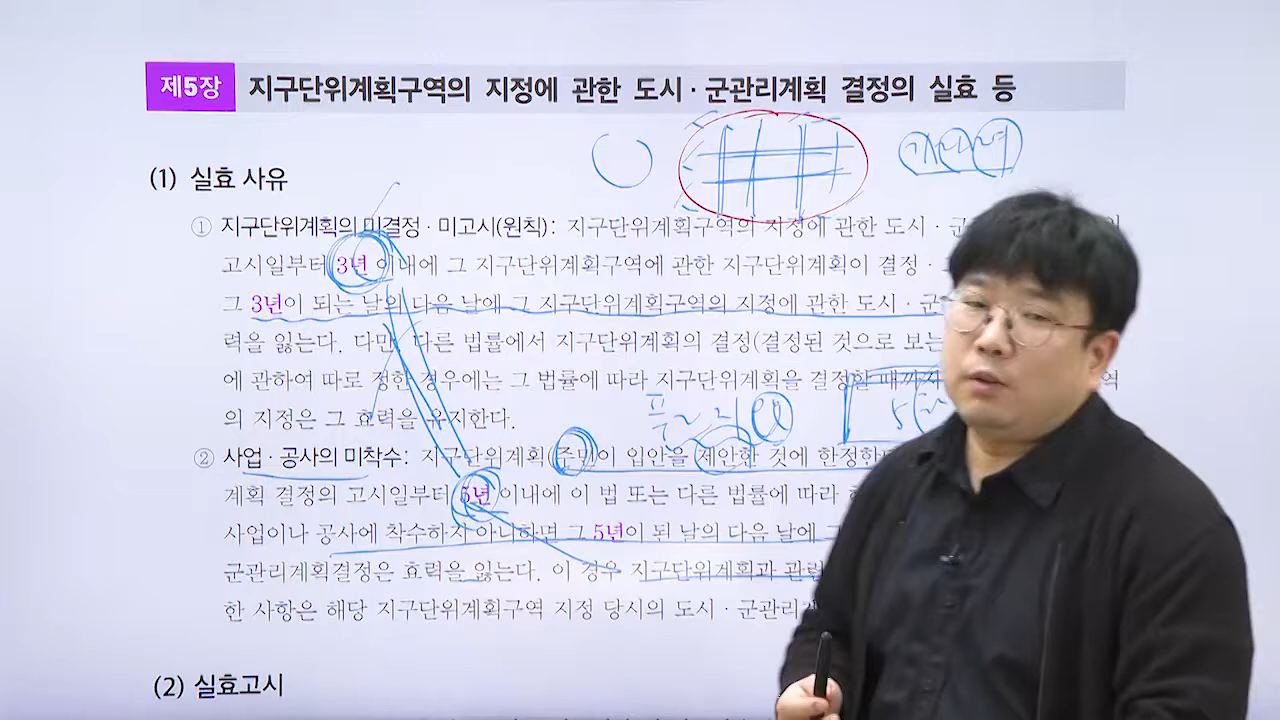 제5장 지구단위계획구역의 지정에 관한 도시·군관리계획 결정의 실효 등
(1) 실효 사유
① 지구단위계획의 미결정·미고시(원칙): 지구단위계획구역의 지정에 관한 도시·군
고시일부터 3년 이내에 그 지구단위계획구역에 관한 지구단위계획이 결정·
그 3년이 되는 날의 다음 날에 그 지구단위계획구역의 지정에 관한 도시·군
력을 잃는다. 다만, 다른 법률에서 지구단위계획의 결정(결정된 것으로 보는
에 관하여 따로 정한 경우에는 그 법률에 따라 지구단위계획을 결정할 때까지 역
의 지정은 그 효력을 유지한다.
② 사업·공사의 미착수: 지구단위계획(주민이 입안을 제안한 것에 한정한다
계획 결정의 고시일부터 5년 이내에 이 법 또는 다른 법률에 따라
사업이나 공사에 착수하지 아니하면 그 5년이 된 날의 다음 날에 그
군관리계획결정은 효력을 잃는다. 이 경우 지구단위계획과 관련
한 사항은 해당 지구단위계획구역 지정 당시의 도시·군관리계
(2) 실효고시